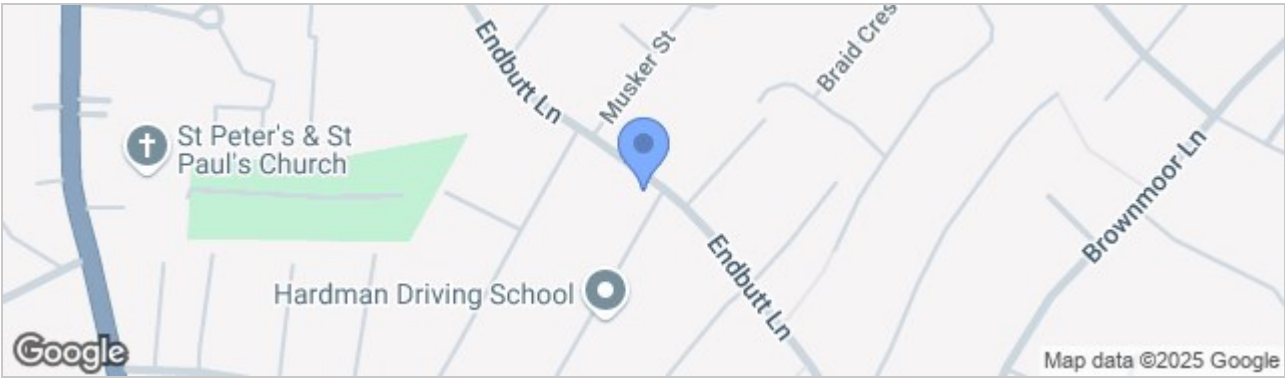 Endbutt Ln
Musker St
Braid Cres
St Peter's & St
Paul's Church
Brownmoor Ln
Endbutt Ln
Hardman Driving School
Google
Map data ©2025 Google